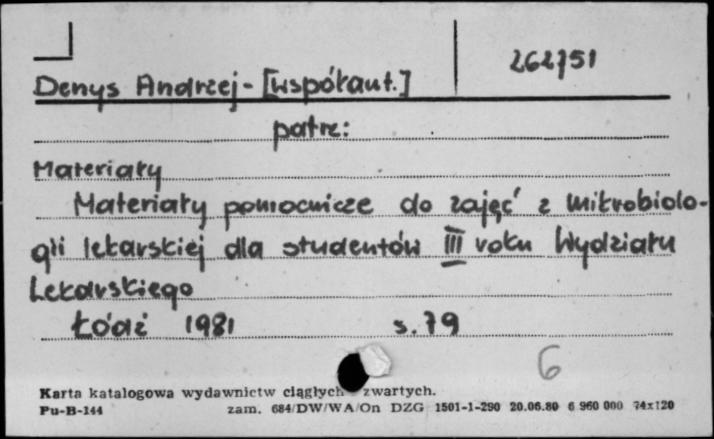 262751
Denys Andrzej - [współaut.]
patrz:
Materiały
Materiały pomocnicze do zajęć z mikrobiolo-
gii lekarskiej dla studentów III roku Wydziału
Lekarskiego
Łódź 1981 s. 79
6
Karta katalogowa wydawnictw ciągłych zwartych.
Pu-B-144 zam. 684/DW/WA/On DZG 1501-1-290 20.06.80 6 960 000 74x120